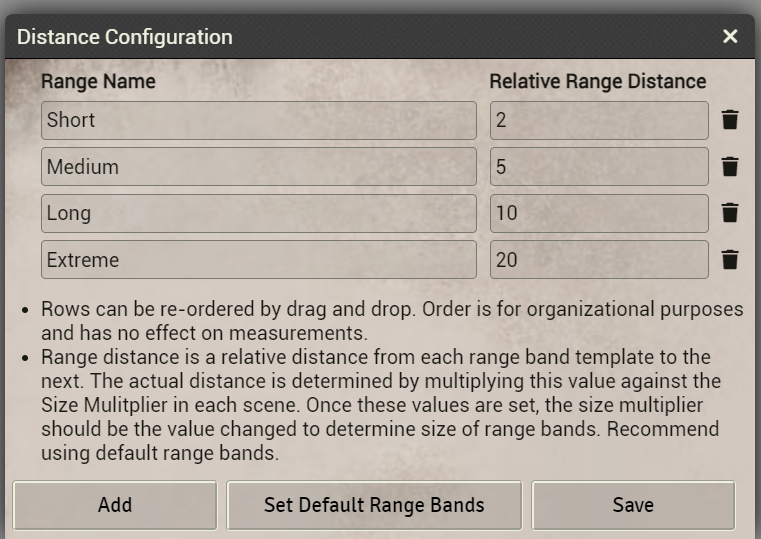 Distance Configuration
Range Name Relative Range Distance
Short 2
Medium 5
Long 10
Extreme 20
• Rows can be re-ordered by drag and drop. Order is for organizational purposes
and has no effect on measurements.
• Range distance is a relative distance from each range band template to the
next. The actual distance is determined by multiplying this value against the
Size Mulitplier in each scene. Once these values are set, the size multiplier
should be the value changed to determine size of range bands. Recommend
using default range bands.
Add Set Default Range Bands Save